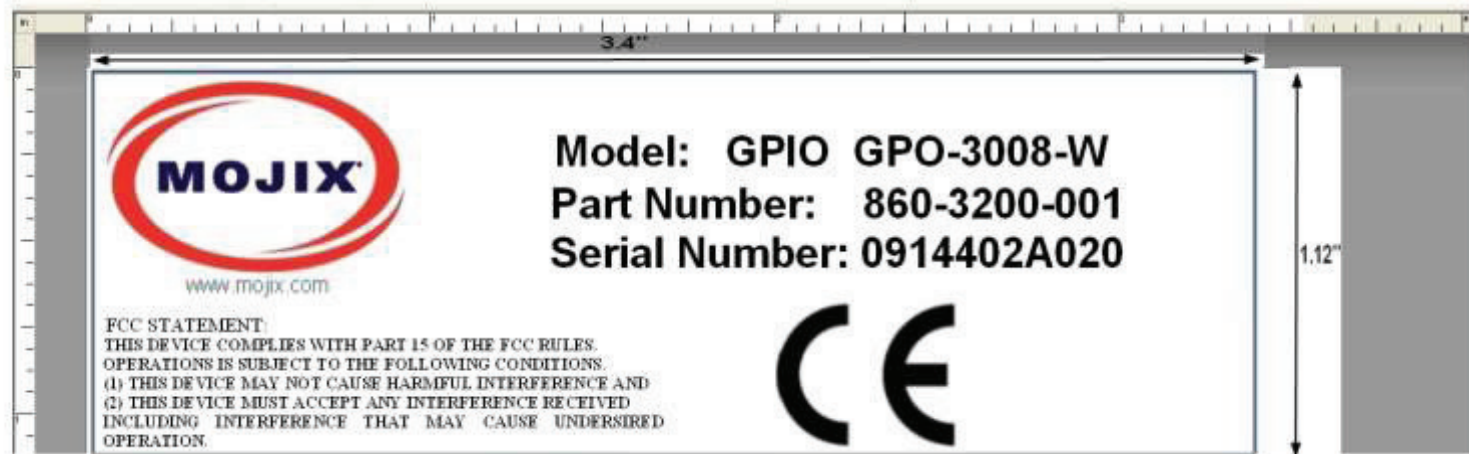 in
3.4"
MOJIX
www.mojix.com
Model: GPIO GPO-3008-W
Part Number: 860-3200-001
Serial Number: 0914402A020
1.12"
FCC STATEMENT:
THIS DEVICE COMPLIES WITH PART 15 OF THE FCC RULES.
OPERATIONS IS SUBJECT TO THE FOLLOWING CONDITIONS.
(1) THIS DEVICE MAY NOT CAUSE HARMFUL INTERFERENCE AND
(2) THIS DEVICE MUST ACCEPT ANY INTERFERENCE RECEIVED
INCLUDING INTERFERENCE THAT MAY CAUSE UNDERSIRED
OPERATION.
CE